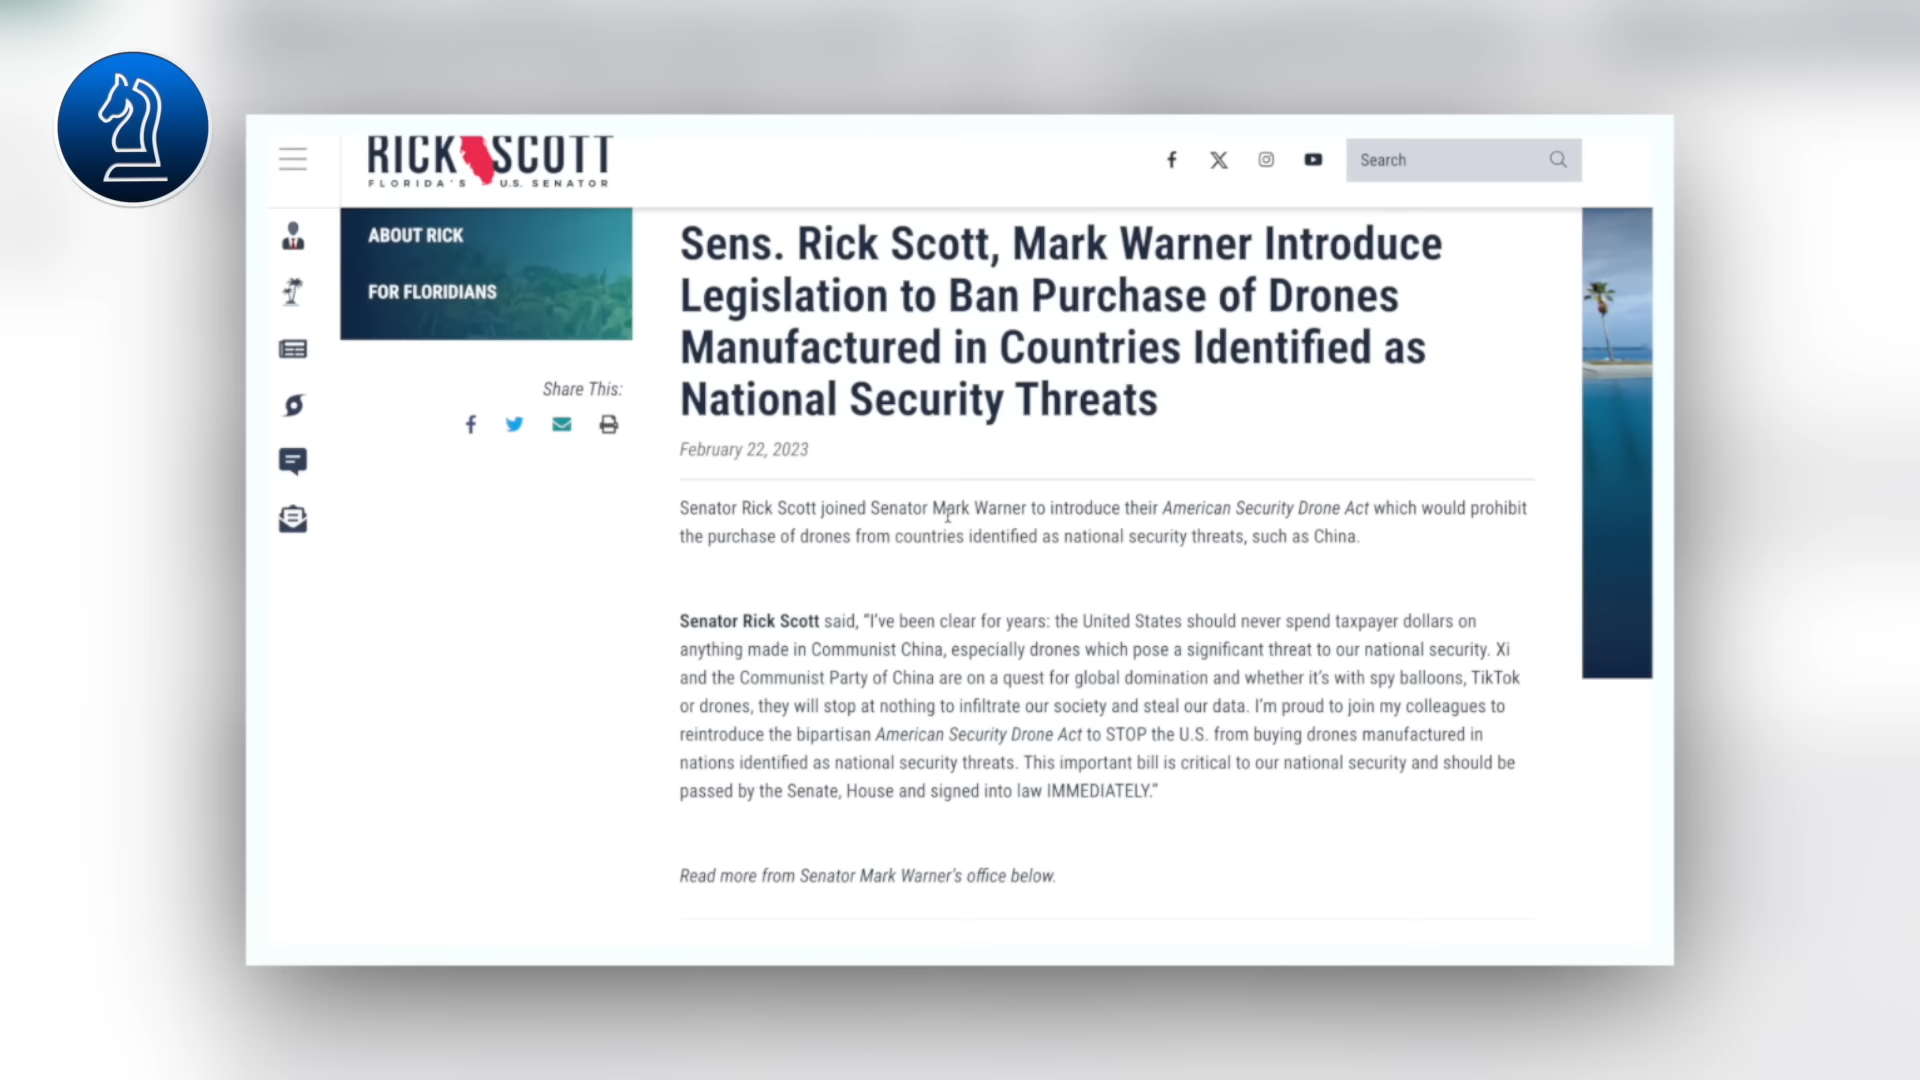 RICK SCOTT
FLORIDA'S U.S. SENATOR
Search
ABOUT RICK
FOR FLORIDIANS
Share This:
Sens. Rick Scott, Mark Warner Introduce
Legislation to Ban Purchase of Drones
Manufactured in Countries Identified as
National Security Threats
February 22, 2023
Senator Rick Scott joined Senator Mark Warner to introduce their American Security Drone Act which would prohibit
the purchase of drones from countries identified as national security threats, such as China.
Senator Rick Scott said, “I've been clear for years: the United States should never spend taxpayer dollars on
anything made in Communist China, especially drones which pose a significant threat to our national security. Xi
and the Communist Party of China are on a quest for global domination and whether it's with spy balloons, TikTok
or drones, they will stop at nothing to infiltrate our society and steal our data. I'm proud to join my colleagues to
reintroduce the bipartisan American Security Drone Act to STOP the U.S. from buying drones manufactured in
nations identified as national security threats. This important bill is critical to our national security and should be
passed by the Senate, House and signed into law IMMEDIATELY.”
Read more from Senator Mark Warner's office below.